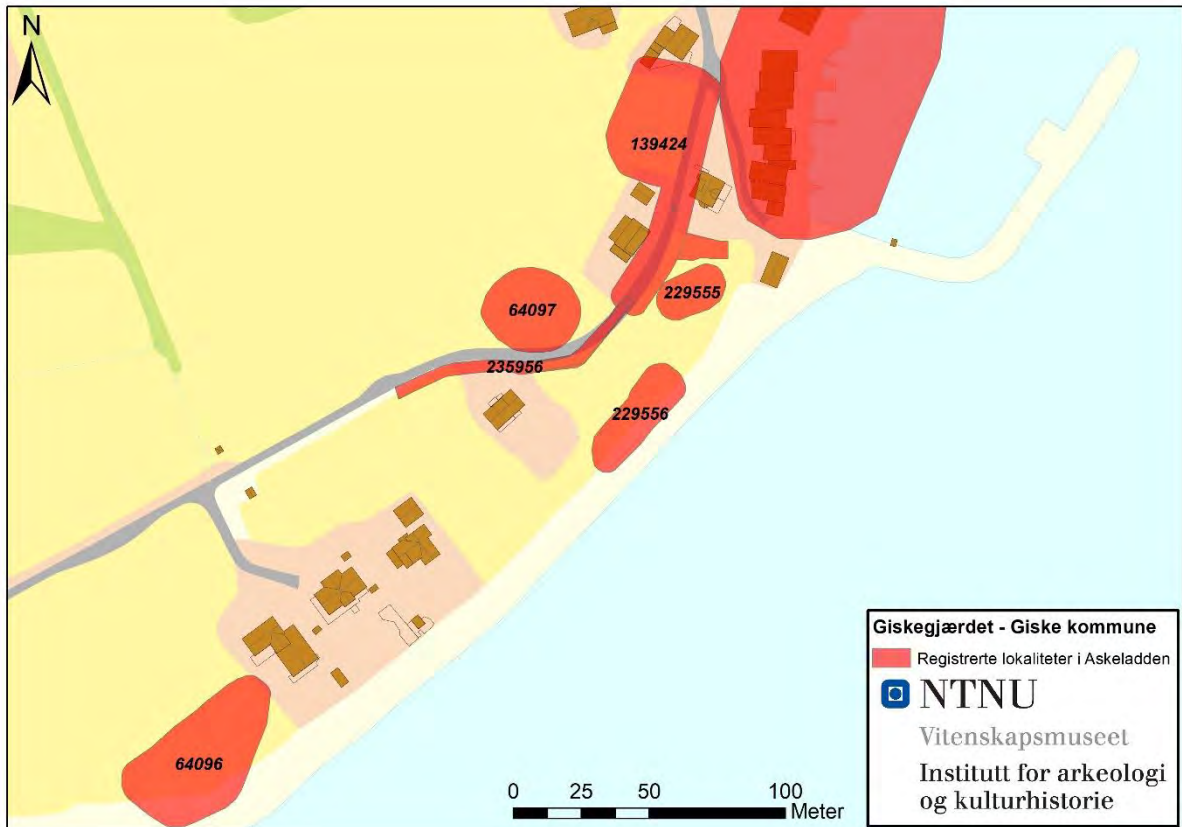 N
139424
64097
229555
235956
229556
64096
0 25 50 100
Meter
Giskegjærdet - Giske kommune
Registrerte lokaliteter i Askeladden
NTNU
Vitenskapsmuseet
Institutt for arkeologi
og kulturhistorie